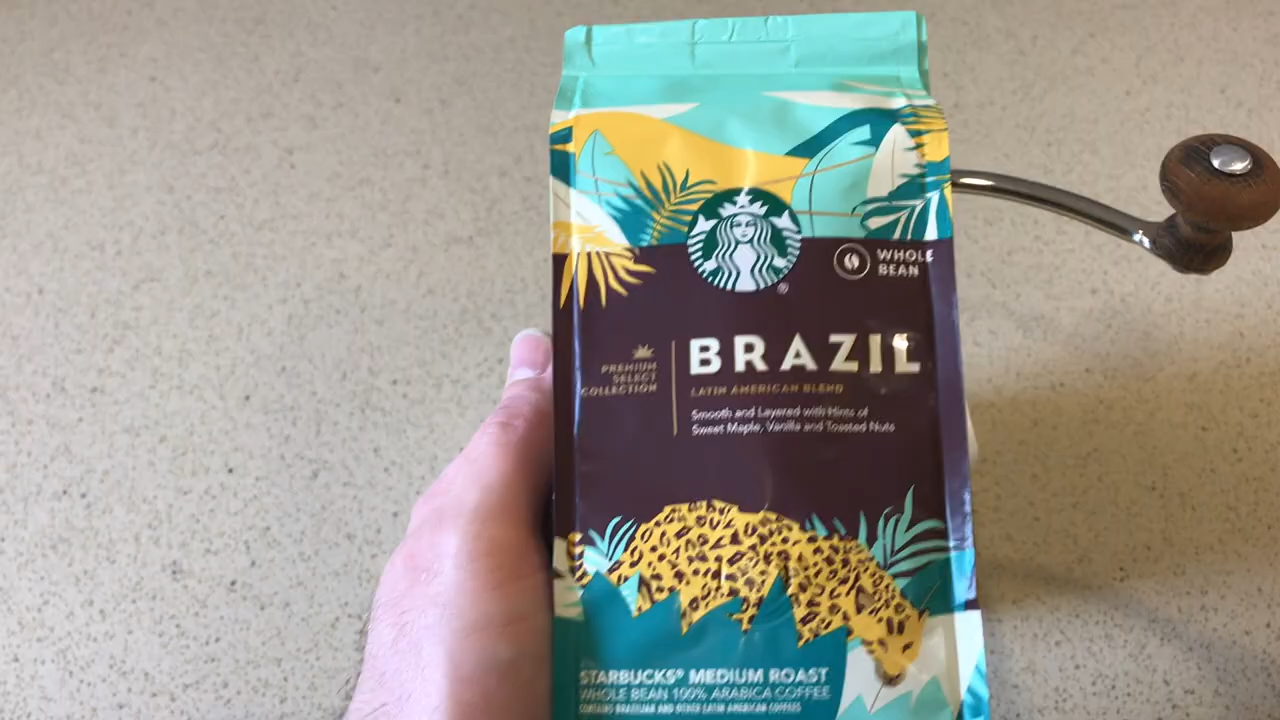 WHOLE
BEAN
PREMIUM
SELECT
COLLECTION
BRAZIL
LATIN AMERICAN BLEND
Smooth and Layered with Hints of
Sweet Maple, Vanilla and Toasted Nuts
STARBUCKS® MEDIUM ROAST
WHOLE BEAN 100% ARABICA COFFEE
CONTAINS BRAZILIAN AND OTHER LATIN AMERICAN COFFEES